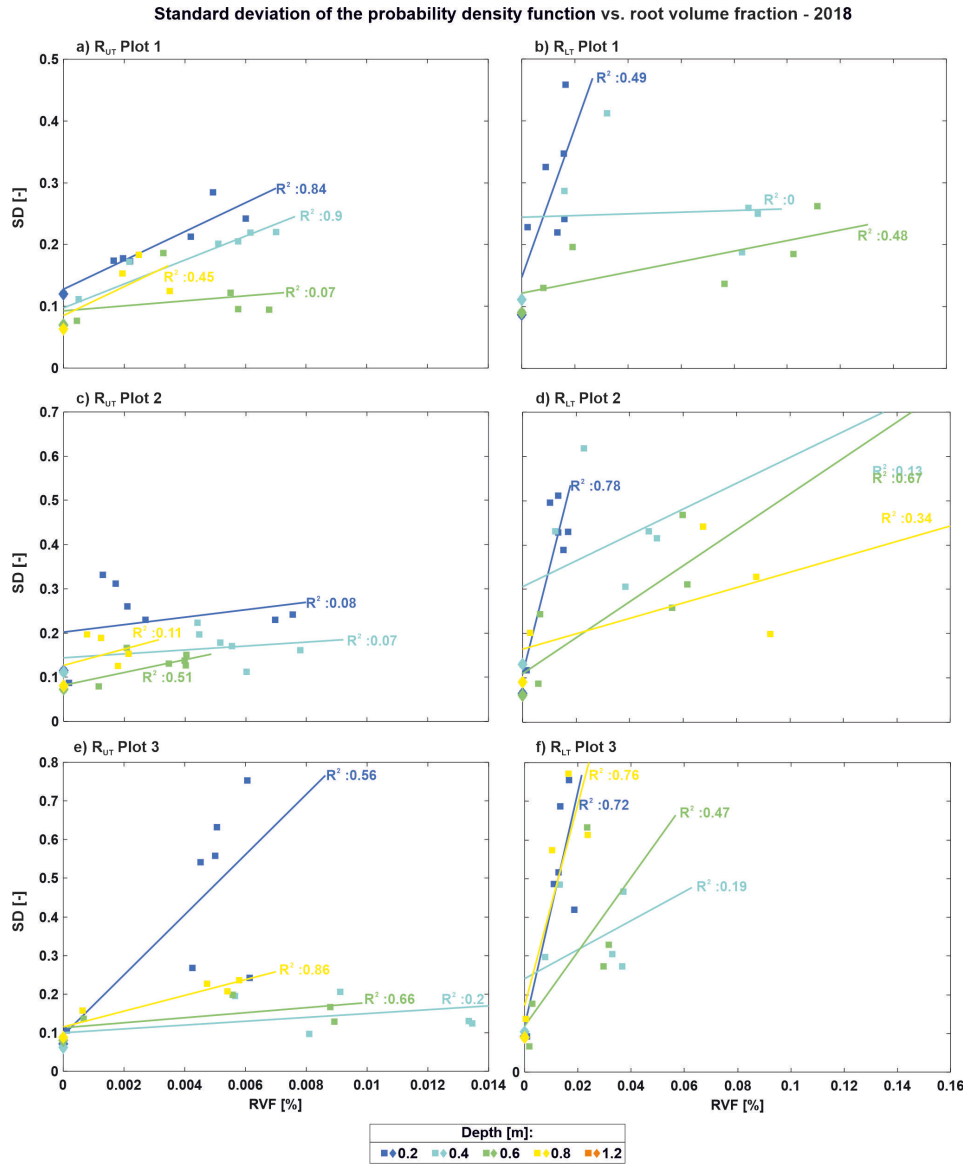 Standard deviation of the probability density function vs. root volume fraction - 2018
a) R_UT Plot 1
b) R_LT Plot 1
0.5
0.4
0.3
0.2
0.1
0
SD [-]
R² :0.84
R² :0.9
R² :0.45
R² :0.07
R² :0.49
R² :0
R² :0.48
c) R_UT Plot 2
d) R_LT Plot 2
0.7
0.6
0.5
0.4
0.3
0.2
0.1
0
SD [-]
R² :0.08
R² :0.11
R² :0.07
R² :0.51
R² :0.78
R² :0.13
R² :0.67
R² :0.34
e) R_UT Plot 3
f) R_LT Plot 3
0.8
0.7
0.6
0.5
0.4
0.3
0.2
0.1
0
SD [-]
R² :0.56
R² :0.86
R² :0.66
R² :0.2
R² :0.76
R² :0.72
R² :0.47
R² :0.19
0 0.002 0.004 0.006 0.008 0.01 0.012 0.014
0 0.02 0.04 0.06 0.08 0.1 0.12 0.14 0.16
RVF [%]
RVF [%]
Depth [m]:
0.2 0.4 0.6 0.8 1.2